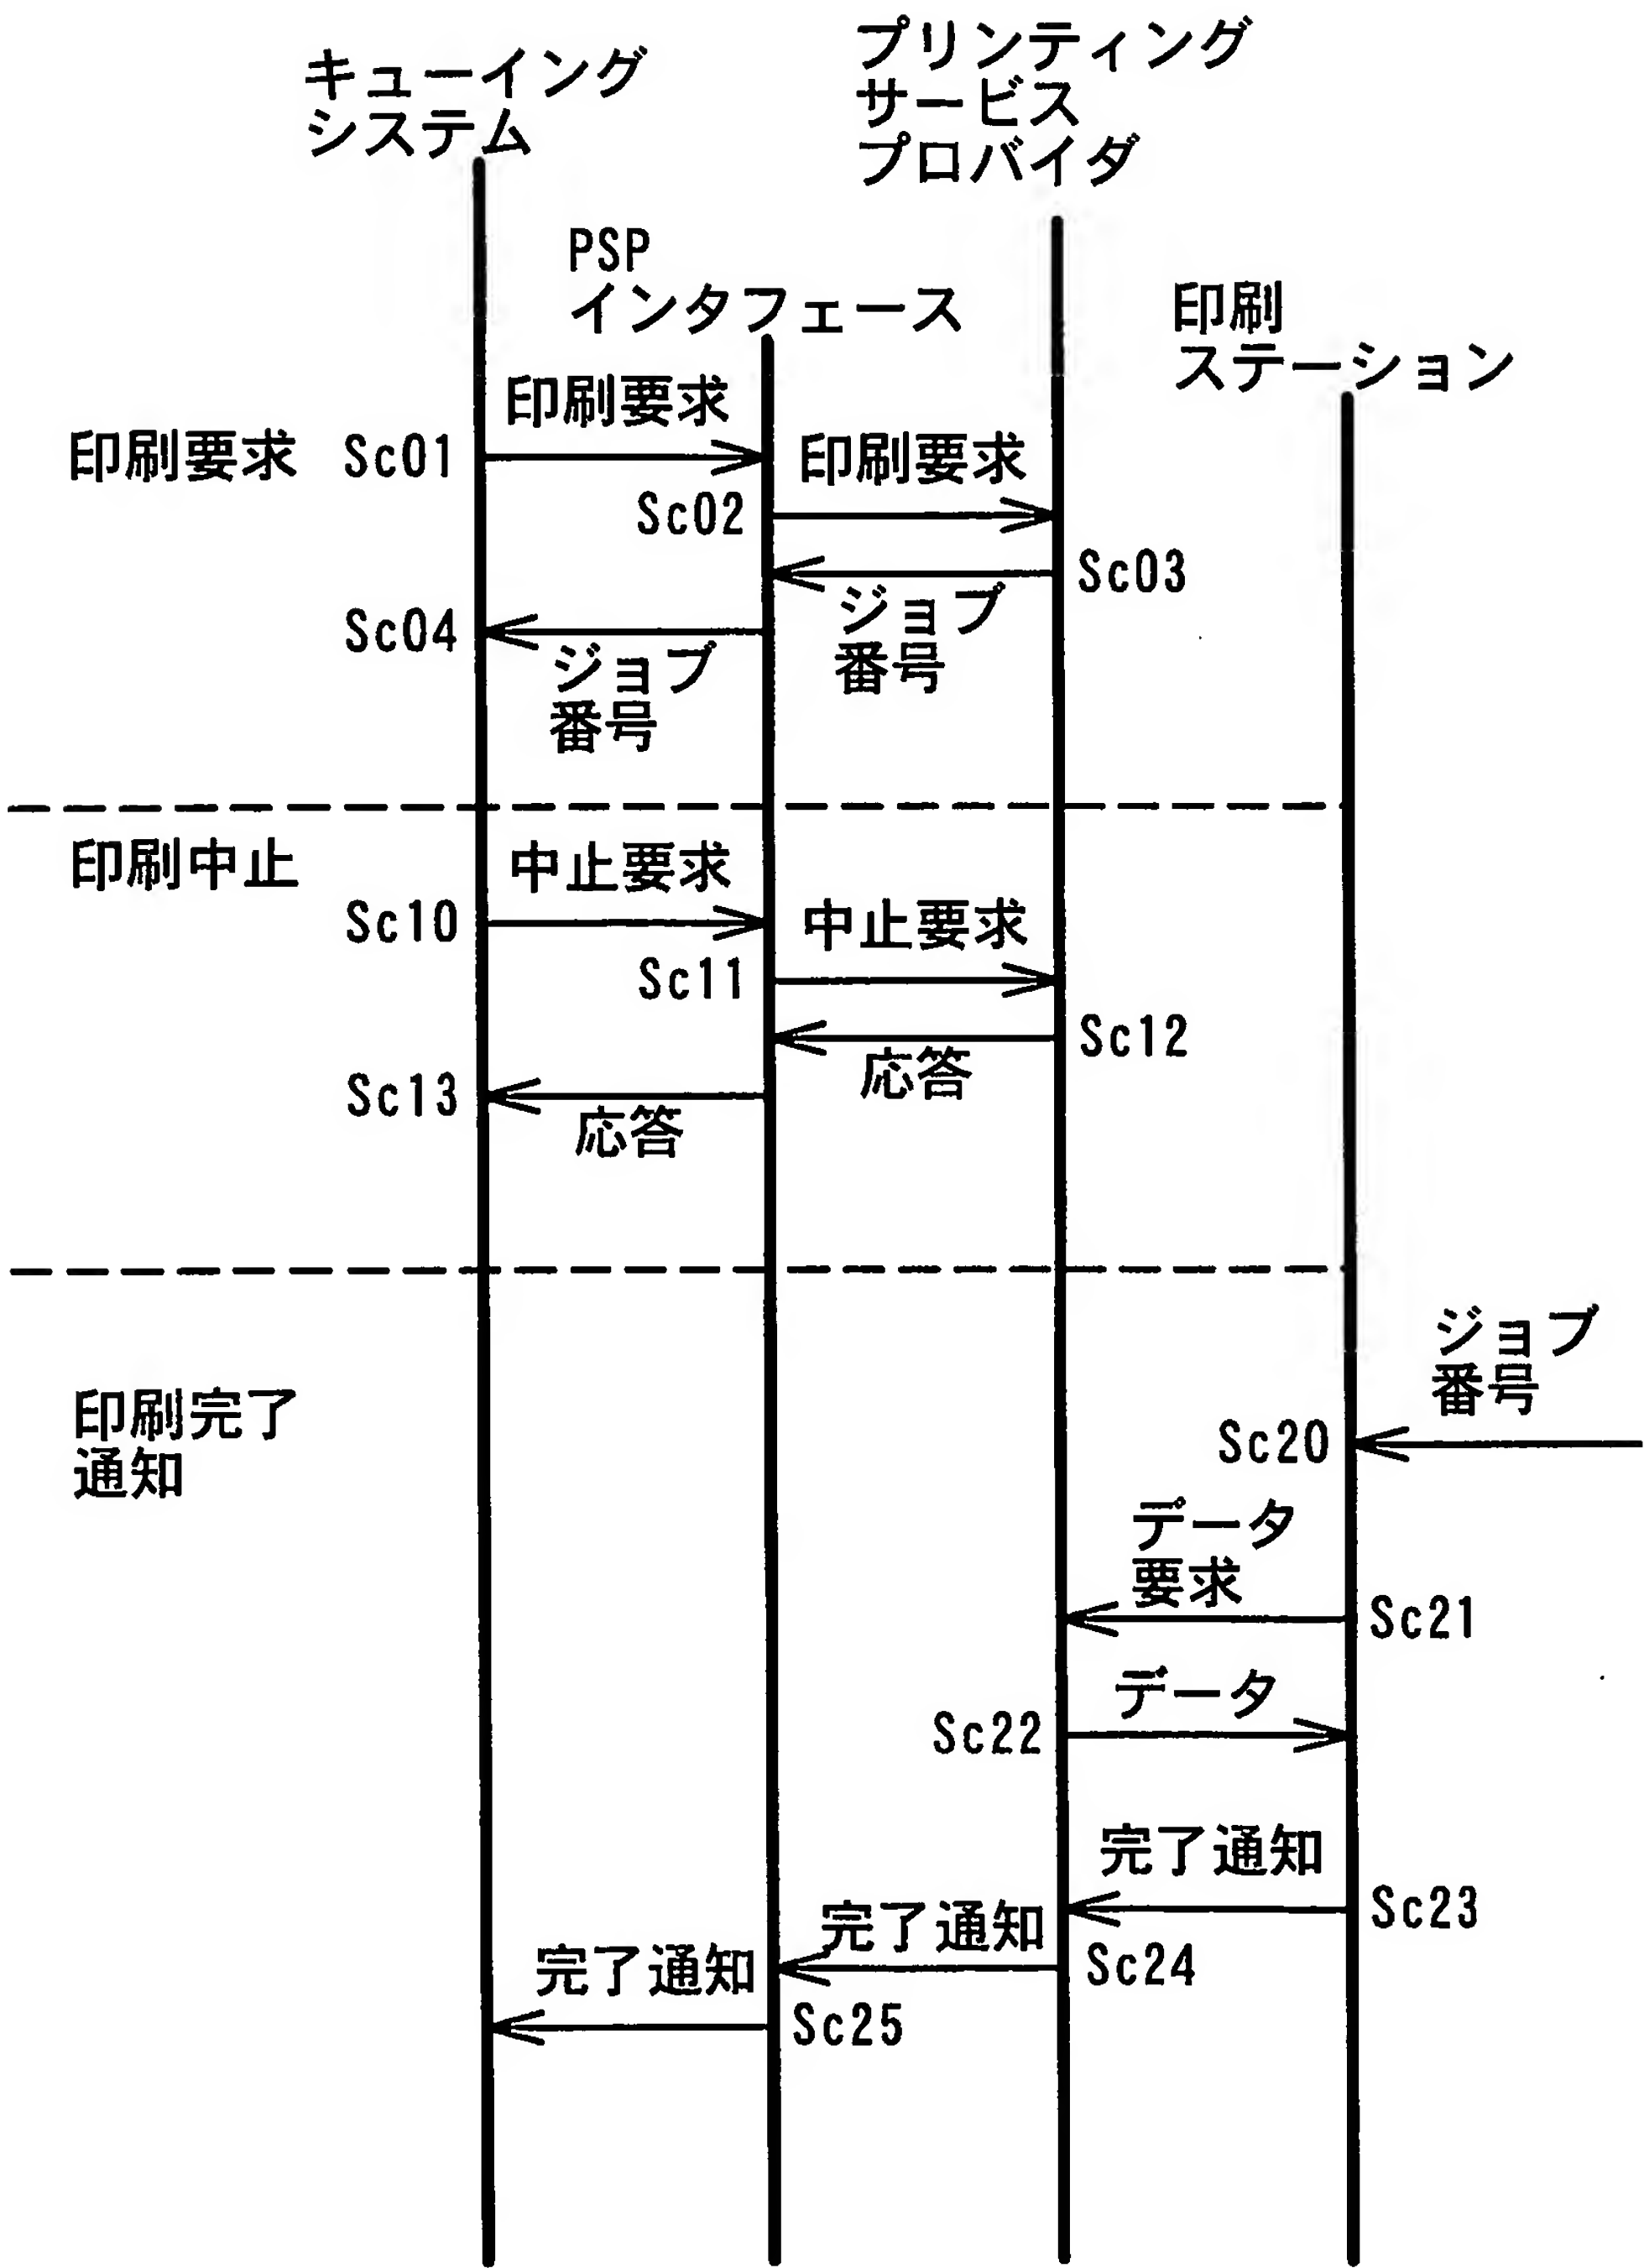 キューイング
システム
プリンティング
サービス
プロバイダ
PSP
インタフェース
印刷
ステーション
印刷要求
印刷要求 Sc01
印刷要求
Sc02
Sc03
ジョブ
番号
Sc04
ジョブ
番号
印刷中止
中止要求
Sc10
中止要求
Sc11
Sc12
応答
Sc13
応答
ジョブ
番号
印刷完了
通知
Sc20
データ
要求
Sc21
データ
Sc22
完了通知
Sc23
完了通知
Sc24
完了通知
Sc25